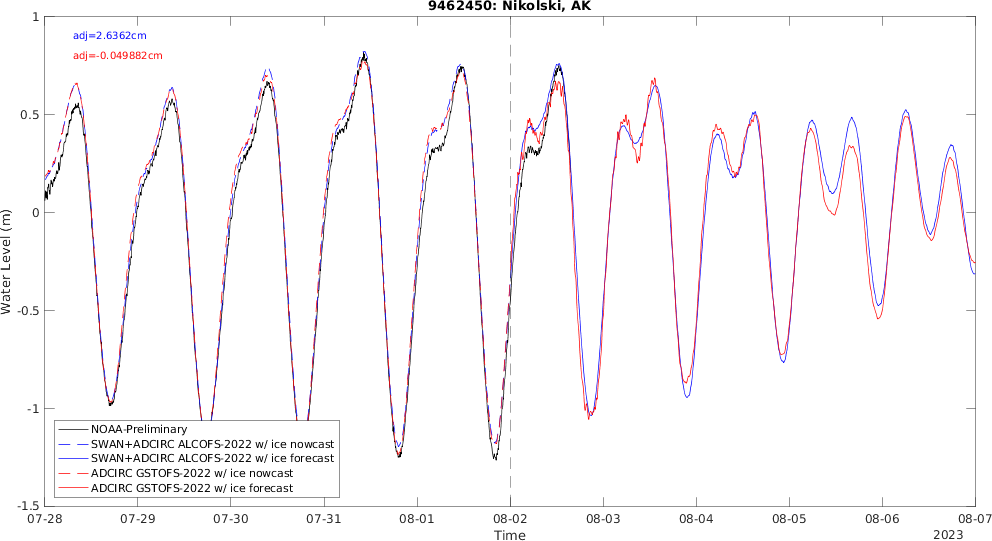 9462450: Nikolski, AK
adj=2.6362cm
adj=-0.049882cm
Water Level (m)
1
0.5
0
-0.5
-1
-1.5
NOAA-Preliminary
SWAN+ADCIRC ALCOFS-2022 w/ ice nowcast
SWAN+ADCIRC ALCOFS-2022 w/ ice forecast
ADCIRC GSTOFS-2022 w/ ice nowcast
ADCIRC GSTOFS-2022 w/ ice forecast
07-28 07-29 07-30 07-31 08-01 08-02 08-03 08-04 08-05 08-06 08-07
Time
2023